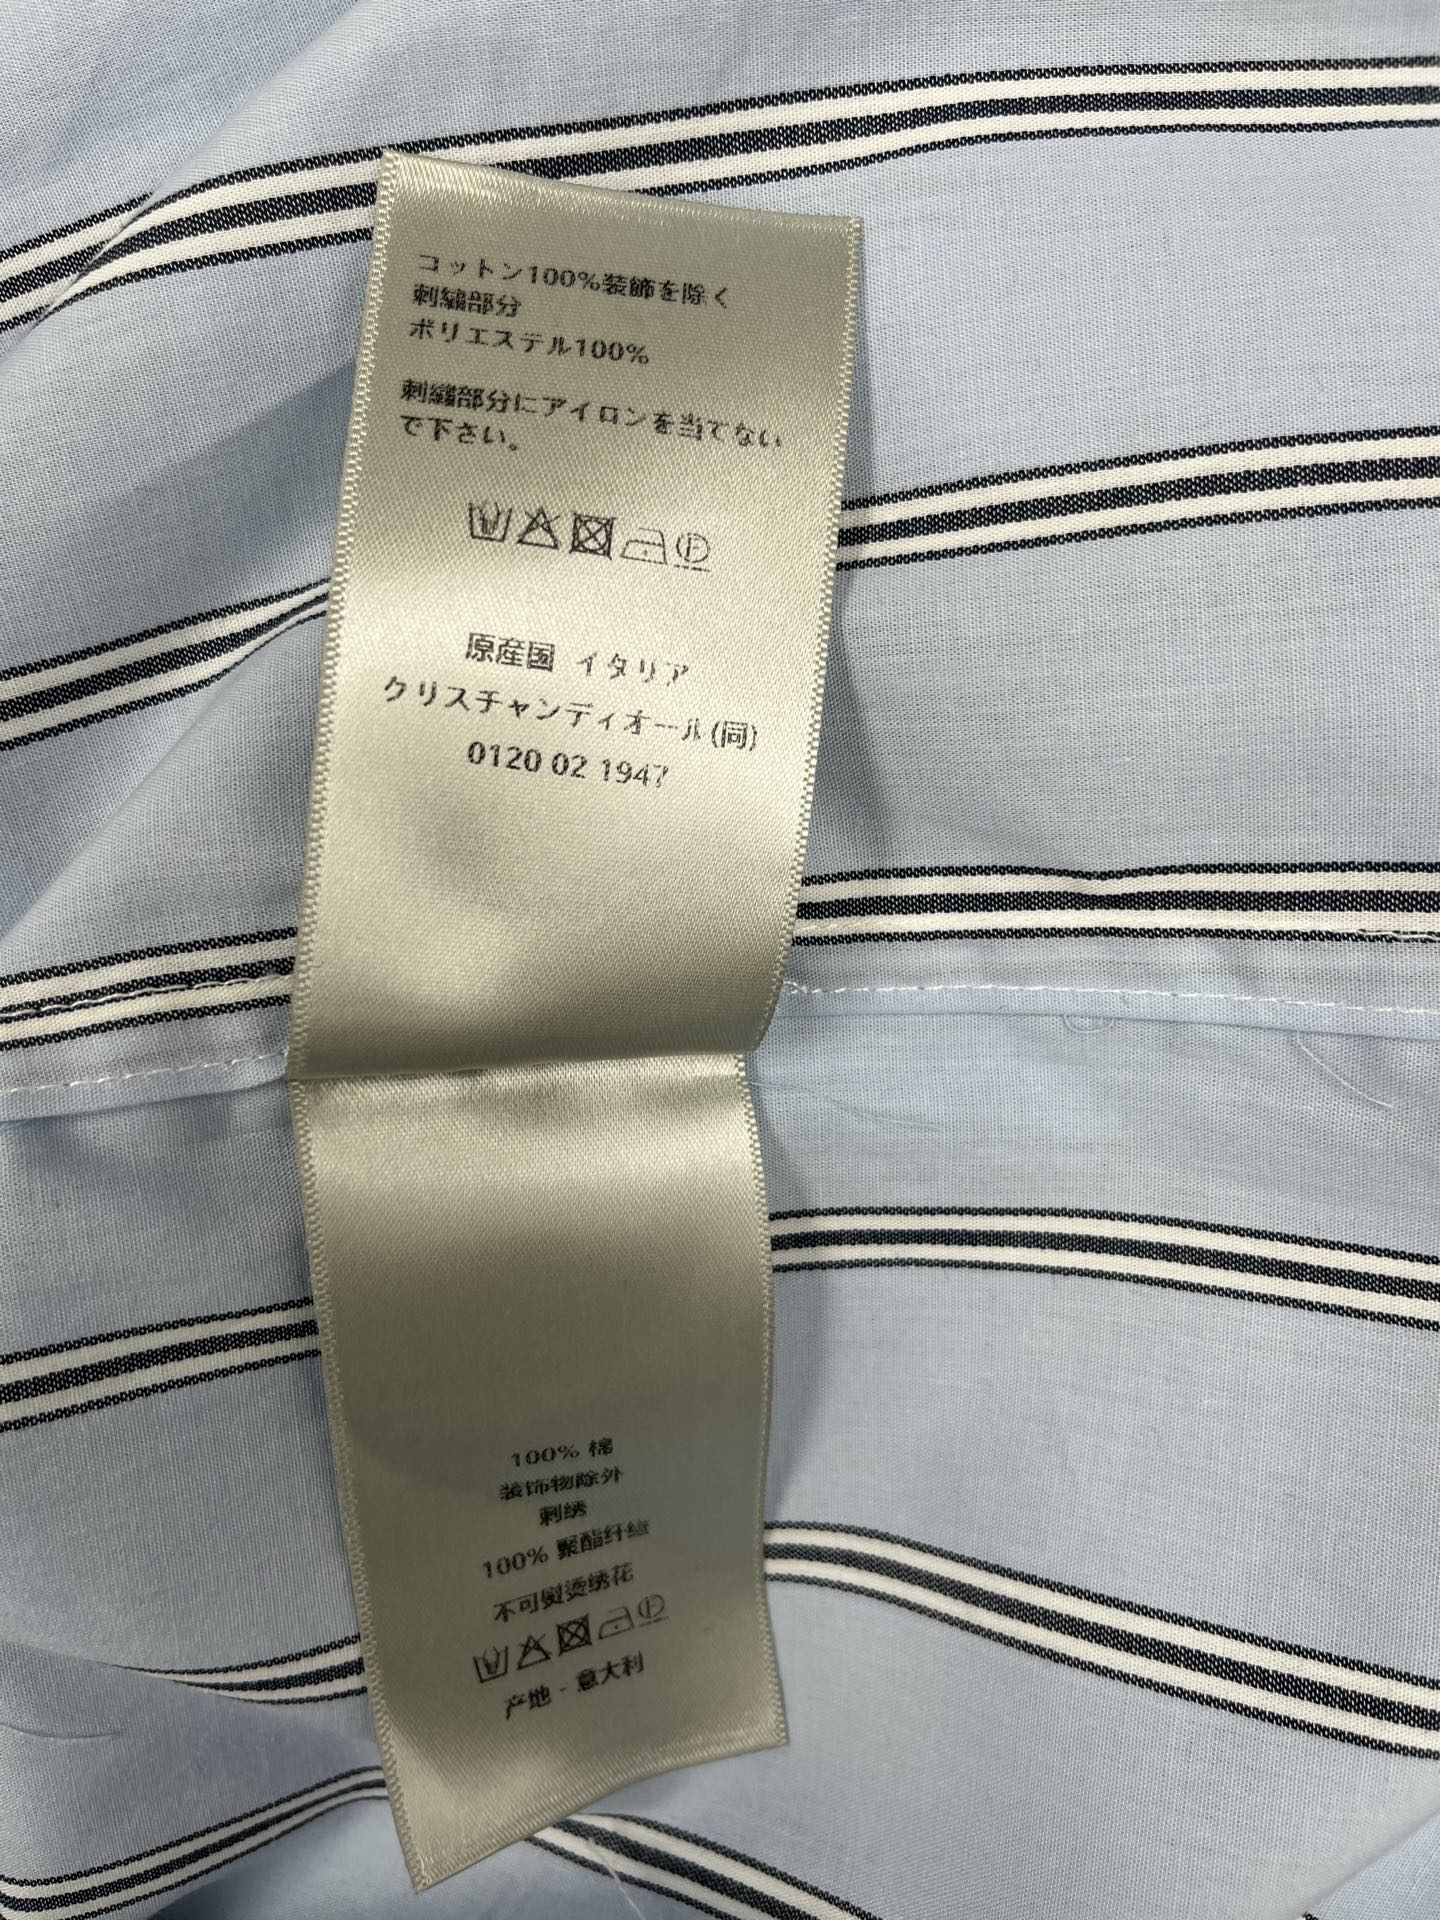 コットン100%装飾を除く
刺繍部分
ポリエステル100%
刺繍部分にアイロンを当てない
で下さい。
原産国 イタリア
クリスチャンディオール(同)
0120 02 1947
100% 棉
装饰物除外
刺绣
100% 聚酯纤维
不可熨烫绣花
产地 - 意大利